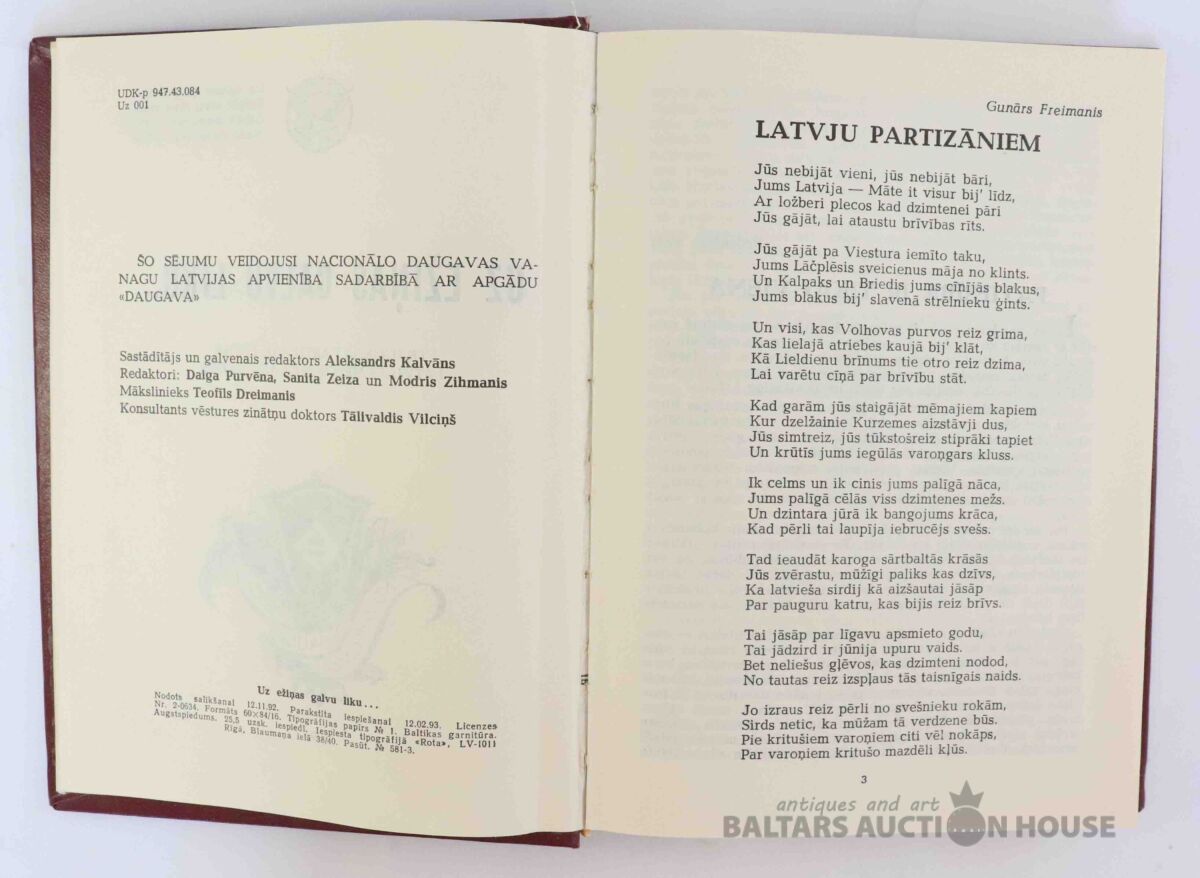 UDK-p 947.43.084
Uz 001
ŠO SĒJUMU VEIDOJUSI NACIONĀLO DAUGAVAS VA-
NAGU LATVIJAS APVIENĪBA SADARBĪBĀ AR APGĀDU
«DAUGAVA»
Sastādītājs un galvenais redaktors Aleksandrs Kalvāns
Redaktori: Daiga Purvēna, Sanita Zeiza un Modris Zihmanis
Mākslinieks Teofils Dreimanis
Konsultants vēstures zinātņu doktors Tālivaldis Vilciņš
Uz ežiņas galvu liku...
Nodots salikšanai 12.11.92. Parakstīta iespiešanai 12.02.93. Licenzes
Nr. 2-0634. Formāts 60×84/16. Tipogrāfijas papīrs № 1. Baltikas garnitūra.
Augstspiedums. 25,5 uzsk. iespiedl. Iespiesta tipogrāfijā «Rota», LV-1011
Rīgā, Blaumaņa ielā 38/40. Pasūt. № 581-3.
Gunārs Freimanis
LATVJU PARTIZĀNIEM
Jūs nebijāt vieni, jūs nebijāt bāri,
Jums Latvija — Māte it visur bij' līdz,
Ar ložberi plecos kad dzimtenei pāri
Jūs gājāt, lai ataustu brīvības rīts.
Jūs gājāt pa Viestura iemīto taku,
Jums Lāčplēsis sveicienus māja no klints.
Un Kalpaks un Briedis jums cīnījās blakus,
Jums blakus bij' slavenā strēlnieku ģints.
Un visi, kas Volhovas purvos reiz grima,
Kas lielajā atriebes kaujā bij' klāt,
Kā Lieldienu brīnums tie otro reiz dzima,
Lai varētu cīņā par brīvību stāt.
Kad garām jūs staigājāt mēmajiem kapiem
Kur dzelžainie Kurzemes aizstāvji dus,
Jūs simtreiz, jūs tūkstošreiz stiprāki tapiet
Un krūtīs jums iegūlās varoņgars kluss.
Ik celms un ik cinis jums palīgā nāca,
Jums palīgā cēlās viss dzimtenes mežs.
Un dzintara jūrā ik bangojums krāca,
Kad pērli tai laupīja iebrucējs svešs.
Tad ieaudāt karoga sārtbaltās krāsās
Jūs zvērastu, mūžīgi paliks kas dzīvs,
Ka latvieša sirdij kā aizšautai jāsāp
Par pauguru katru, kas bijis reiz brīvs.
Tai jāsāp par līgavu apsmieto godu,
Tai jādzird ir jūnija upuru vaids.
Bet neliešus gļēvos, kas dzimteni nodod,
No tautas reiz izspļaus tās taisnīgais naids.
Jo izraus reiz pērli no svešnieku rokām,
Sirds netic, ka mūžam tā verdzene būs.
Pie kritušiem varoņiem citi vēl nokāps,
Par varoņiem kritušo mazdēli kļūs.
3
antiques and art
BALTARS AUCTION HOUSE